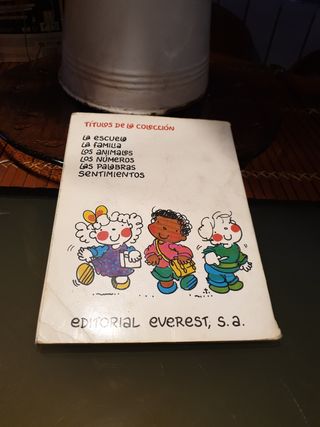 TÍTULOS DE LA COLECCIÓN
LA ESCUELA
LA FAMILIA
LOS ANIMALES
LOS NÚMEROS
LAS PALABRAS
SENTIMIENTOS
EDITORIAL EVEREST, S.A.